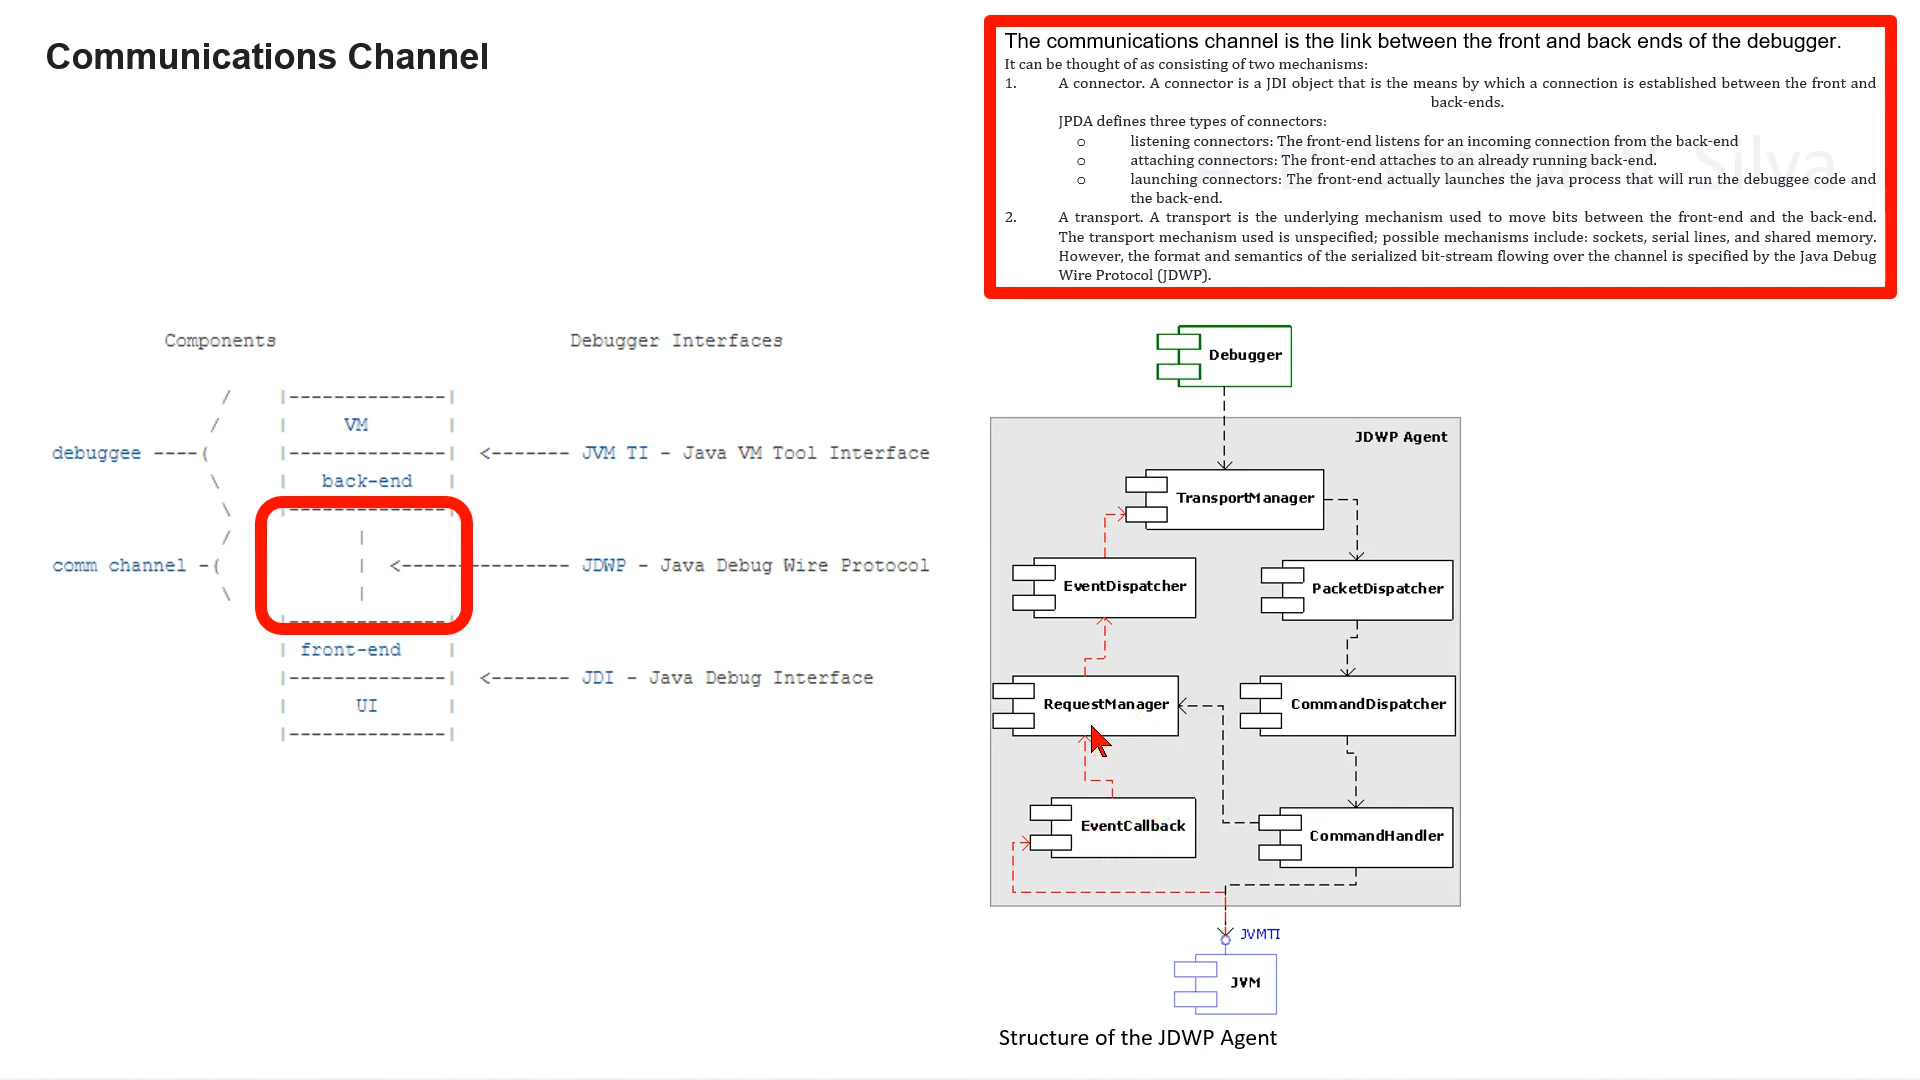 Communications Channel
The communications channel is the link between the front and back ends of the debugger.
It can be thought of as consisting of two mechanisms:
1. A connector. A connector is a JDI object that is the means by which a connection is established between the front and
back-ends.
JPDA defines three types of connectors:
o listening connectors: The front-end listens for an incoming connection from the back-end
o attaching connectors: The front-end attaches to an already running back-end.
o launching connectors: The front-end actually launches the java process that will run the debuggee code and
the back-end.
2. A transport. A transport is the underlying mechanism used to move bits between the front-end and the back-end.
The transport mechanism used is unspecified; possible mechanisms include: sockets, serial lines, and shared memory.
However, the format and semantics of the serialized bit-stream flowing over the channel is specified by the Java Debug
Wire Protocol (JDWP).
Silva
Components Debugger Interfaces
/ |--------------|
/ | VM |
debuggee ----( |--------------| <------- JVM TI - Java VM Tool Interface
\ | back-end |
\ |--------------|
/ |
comm channel -( | <--------------- JDWP - Java Debug Wire Protocol
\ |
|--------------|
| front-end |
|--------------| <------- JDI - Java Debug Interface
| UI |
|--------------|
Debugger
JDWP Agent
TransportManager
EventDispatcher
PacketDispatcher
RequestManager
CommandDispatcher
EventCallback
CommandHandler
JVMTI
JVM
Structure of the JDWP Agent